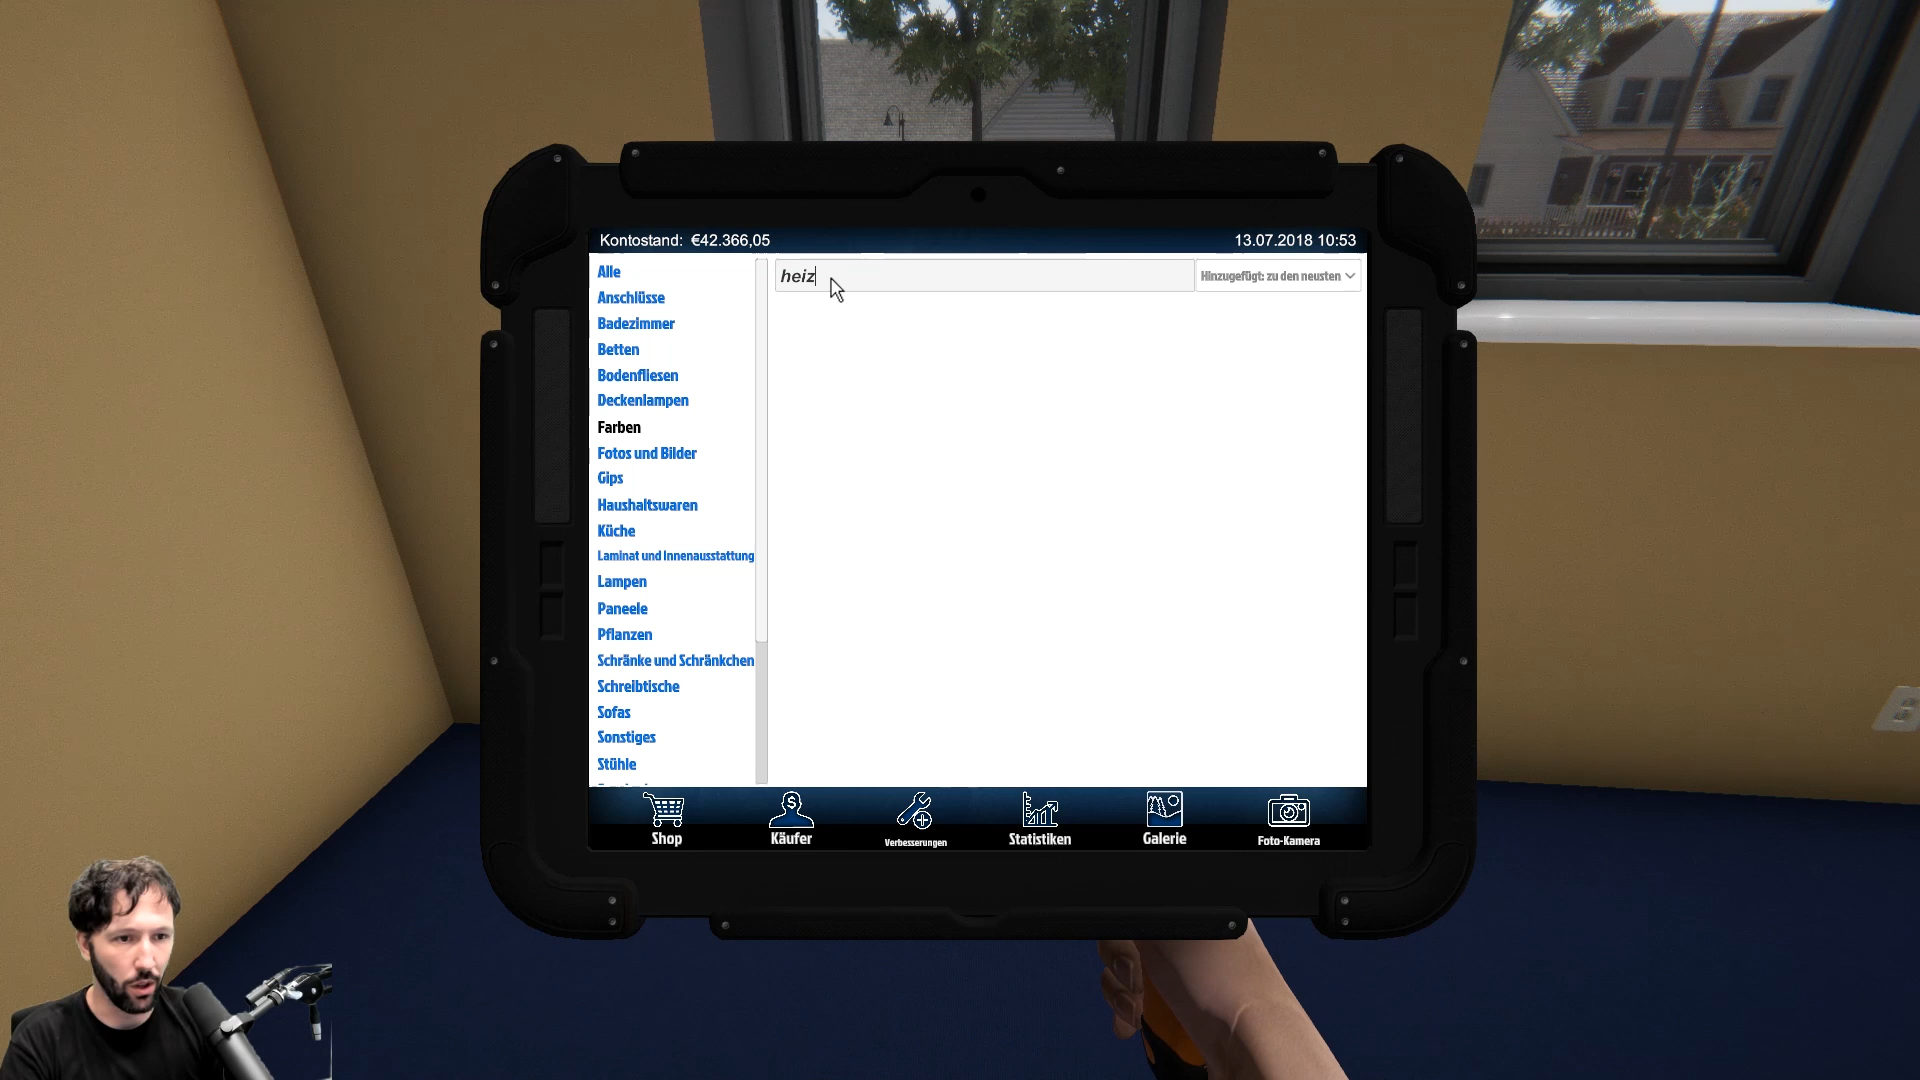 Kontostand: €42.366,05
13.07.2018 10:53
heiz
Hinzugefügt: zu den neusten
Alle
Anschlüsse
Badezimmer
Betten
Bodenfliesen
Deckenlampen
Farben
Fotos und Bilder
Gips
Haushaltswaren
Küche
Laminat und Innenausstattung
Lampen
Paneele
Pflanzen
Schränke und Schränkchen
Schreibtische
Sofas
Sonstiges
Stühle
Shop
Käufer
Verbesserungen
Statistiken
Galerie
Foto-Kamera